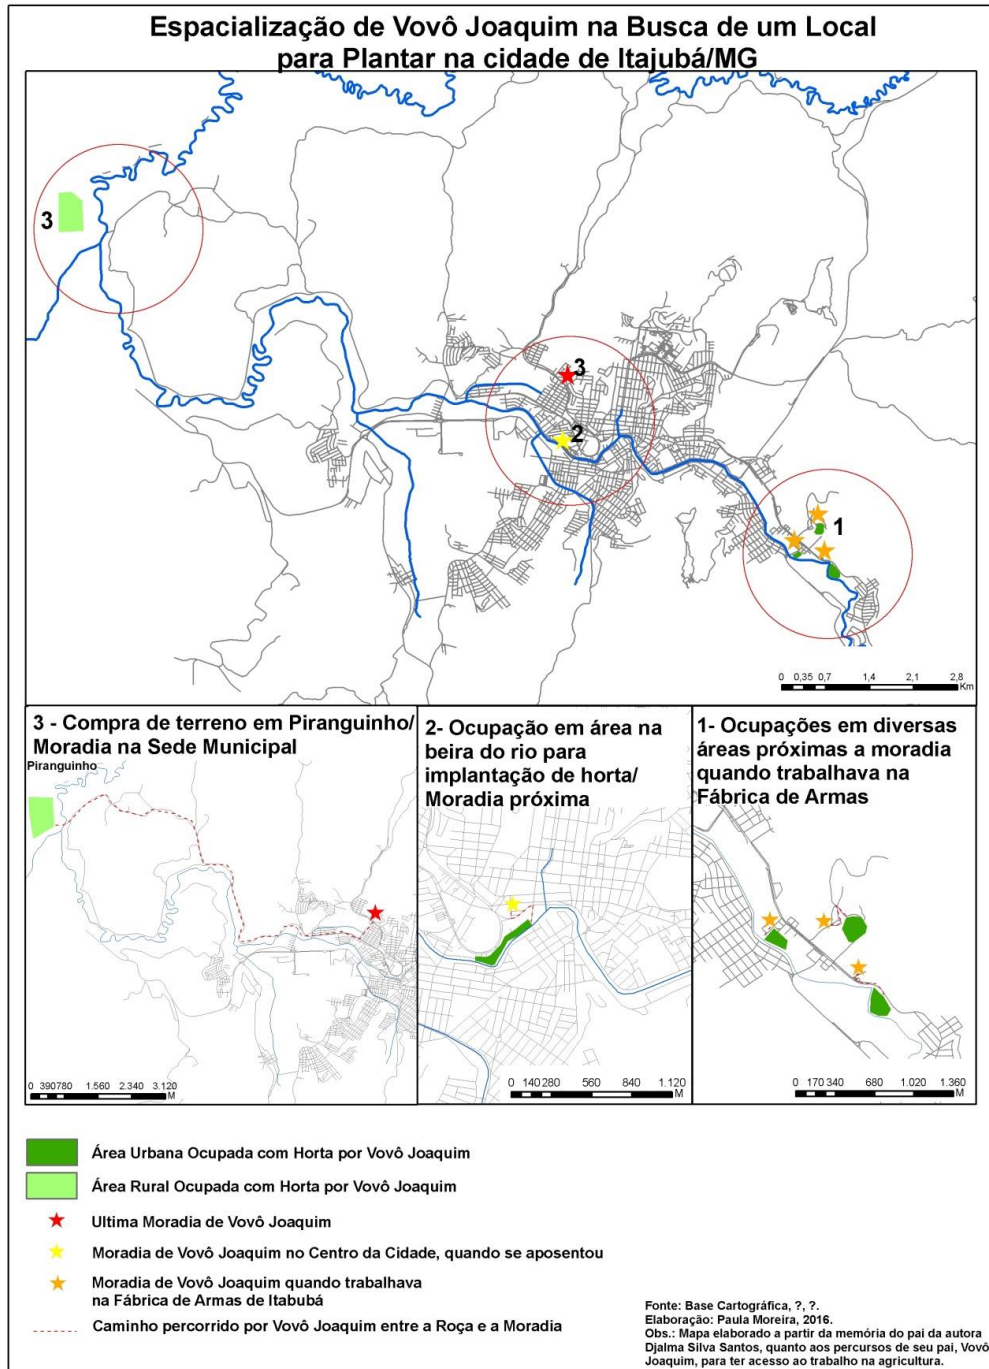 Espacialização de Vovô Joaquim na Busca de um Local
para Plantar na cidade de Itajubá/MG
3
3
2
1
0 0,35 0,7 1,4 2,1 2,8
Km
3 - Compra de terreno em Piranguinho/
Moradia na Sede Municipal
Piranguinho
0 390780 1.560 2.340 3.120
M
2- Ocupação em área na
beira do rio para
implantação de horta/
Moradia próxima
0 140 280 560 840 1.120
M
1- Ocupações em diversas
áreas próximas a moradia
quando trabalhava na
Fábrica de Armas
0 170 340 680 1.020 1.360
M
Área Urbana Ocupada com Horta por Vovô Joaquim
Área Rural Ocupada com Horta por Vovô Joaquim
Ultima Moradia de Vovô Joaquim
Moradia de Vovô Joaquim no Centro da Cidade, quando se aposentou
Moradia de Vovô Joaquim quando trabalhava
na Fábrica de Armas de Itabubá
Caminho percorrido por Vovô Joaquim entre a Roça e a Moradia
Fonte: Base Cartográfica, ?, ?.
Elaboração: Paula Moreira, 2016.
Obs.: Mapa elaborado a partir da memória do pai da autora
Djalma Silva Santos, quanto aos percursos de seu pai, Vovô
Joaquim, para ter acesso ao trabalho na agricultura.